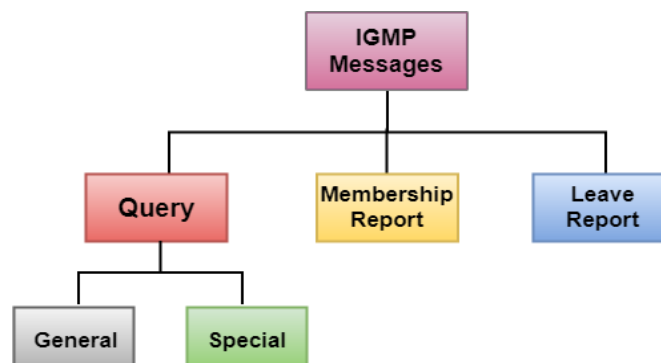 IGMP
Messages
Query
Membership
Report
Leave
Report
General
Special